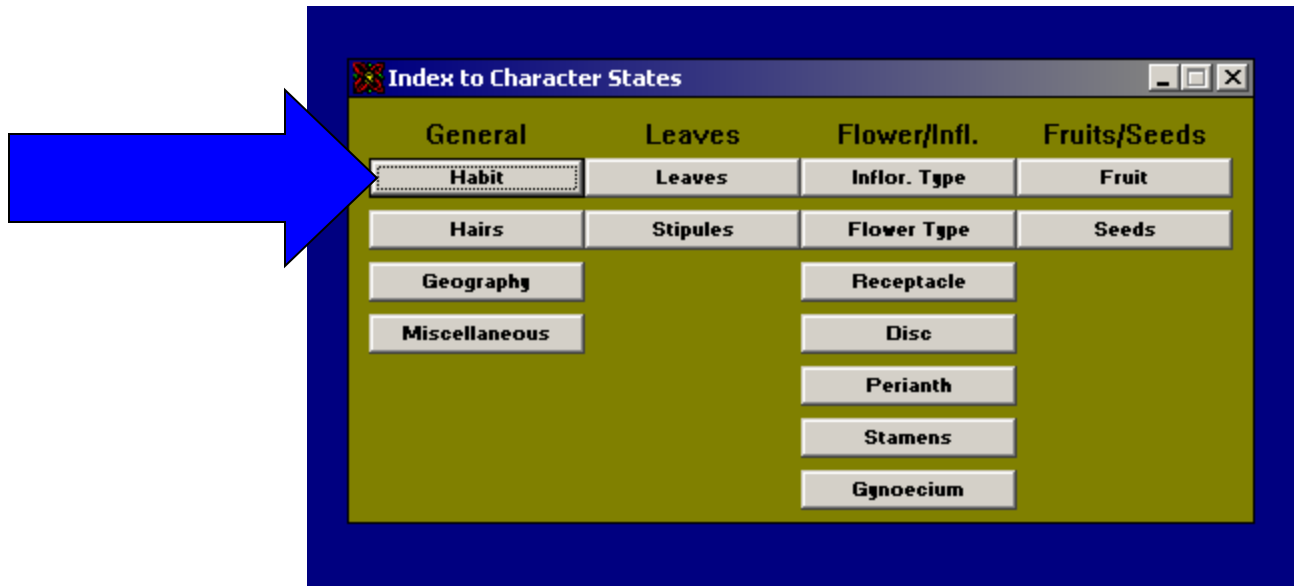 Index to Character States
General Leaves Flower/Infl. Fruits/Seeds
Habit Leaves Inflor. Type Fruit
Hairs Stipules Flower Type Seeds
Geography Receptacle
Miscellaneous Disc
Perianth
Stamens
Gynoecium